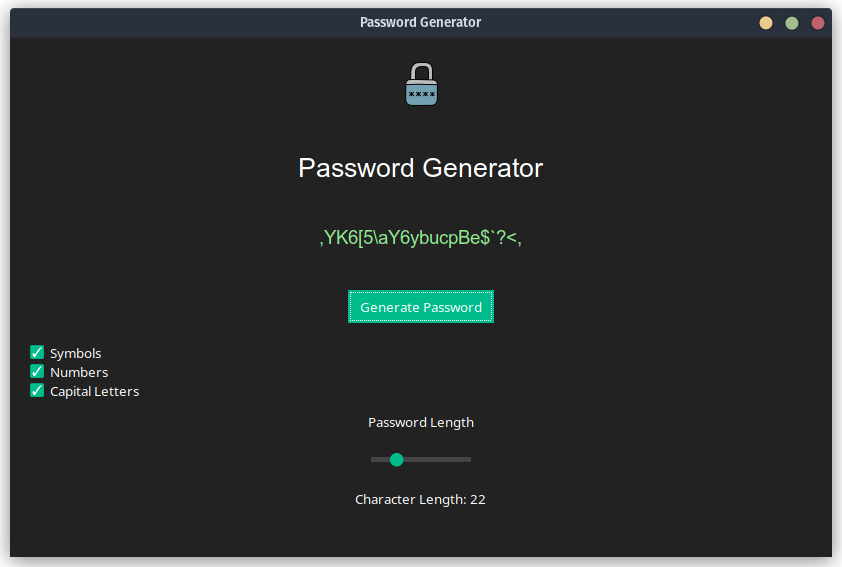 Password Generator
****
Password Generator
,YK6[5\aY6ybucpBe$`?<,
Generate Password
Symbols
Numbers
Capital Letters
Password Length
Character Length: 22